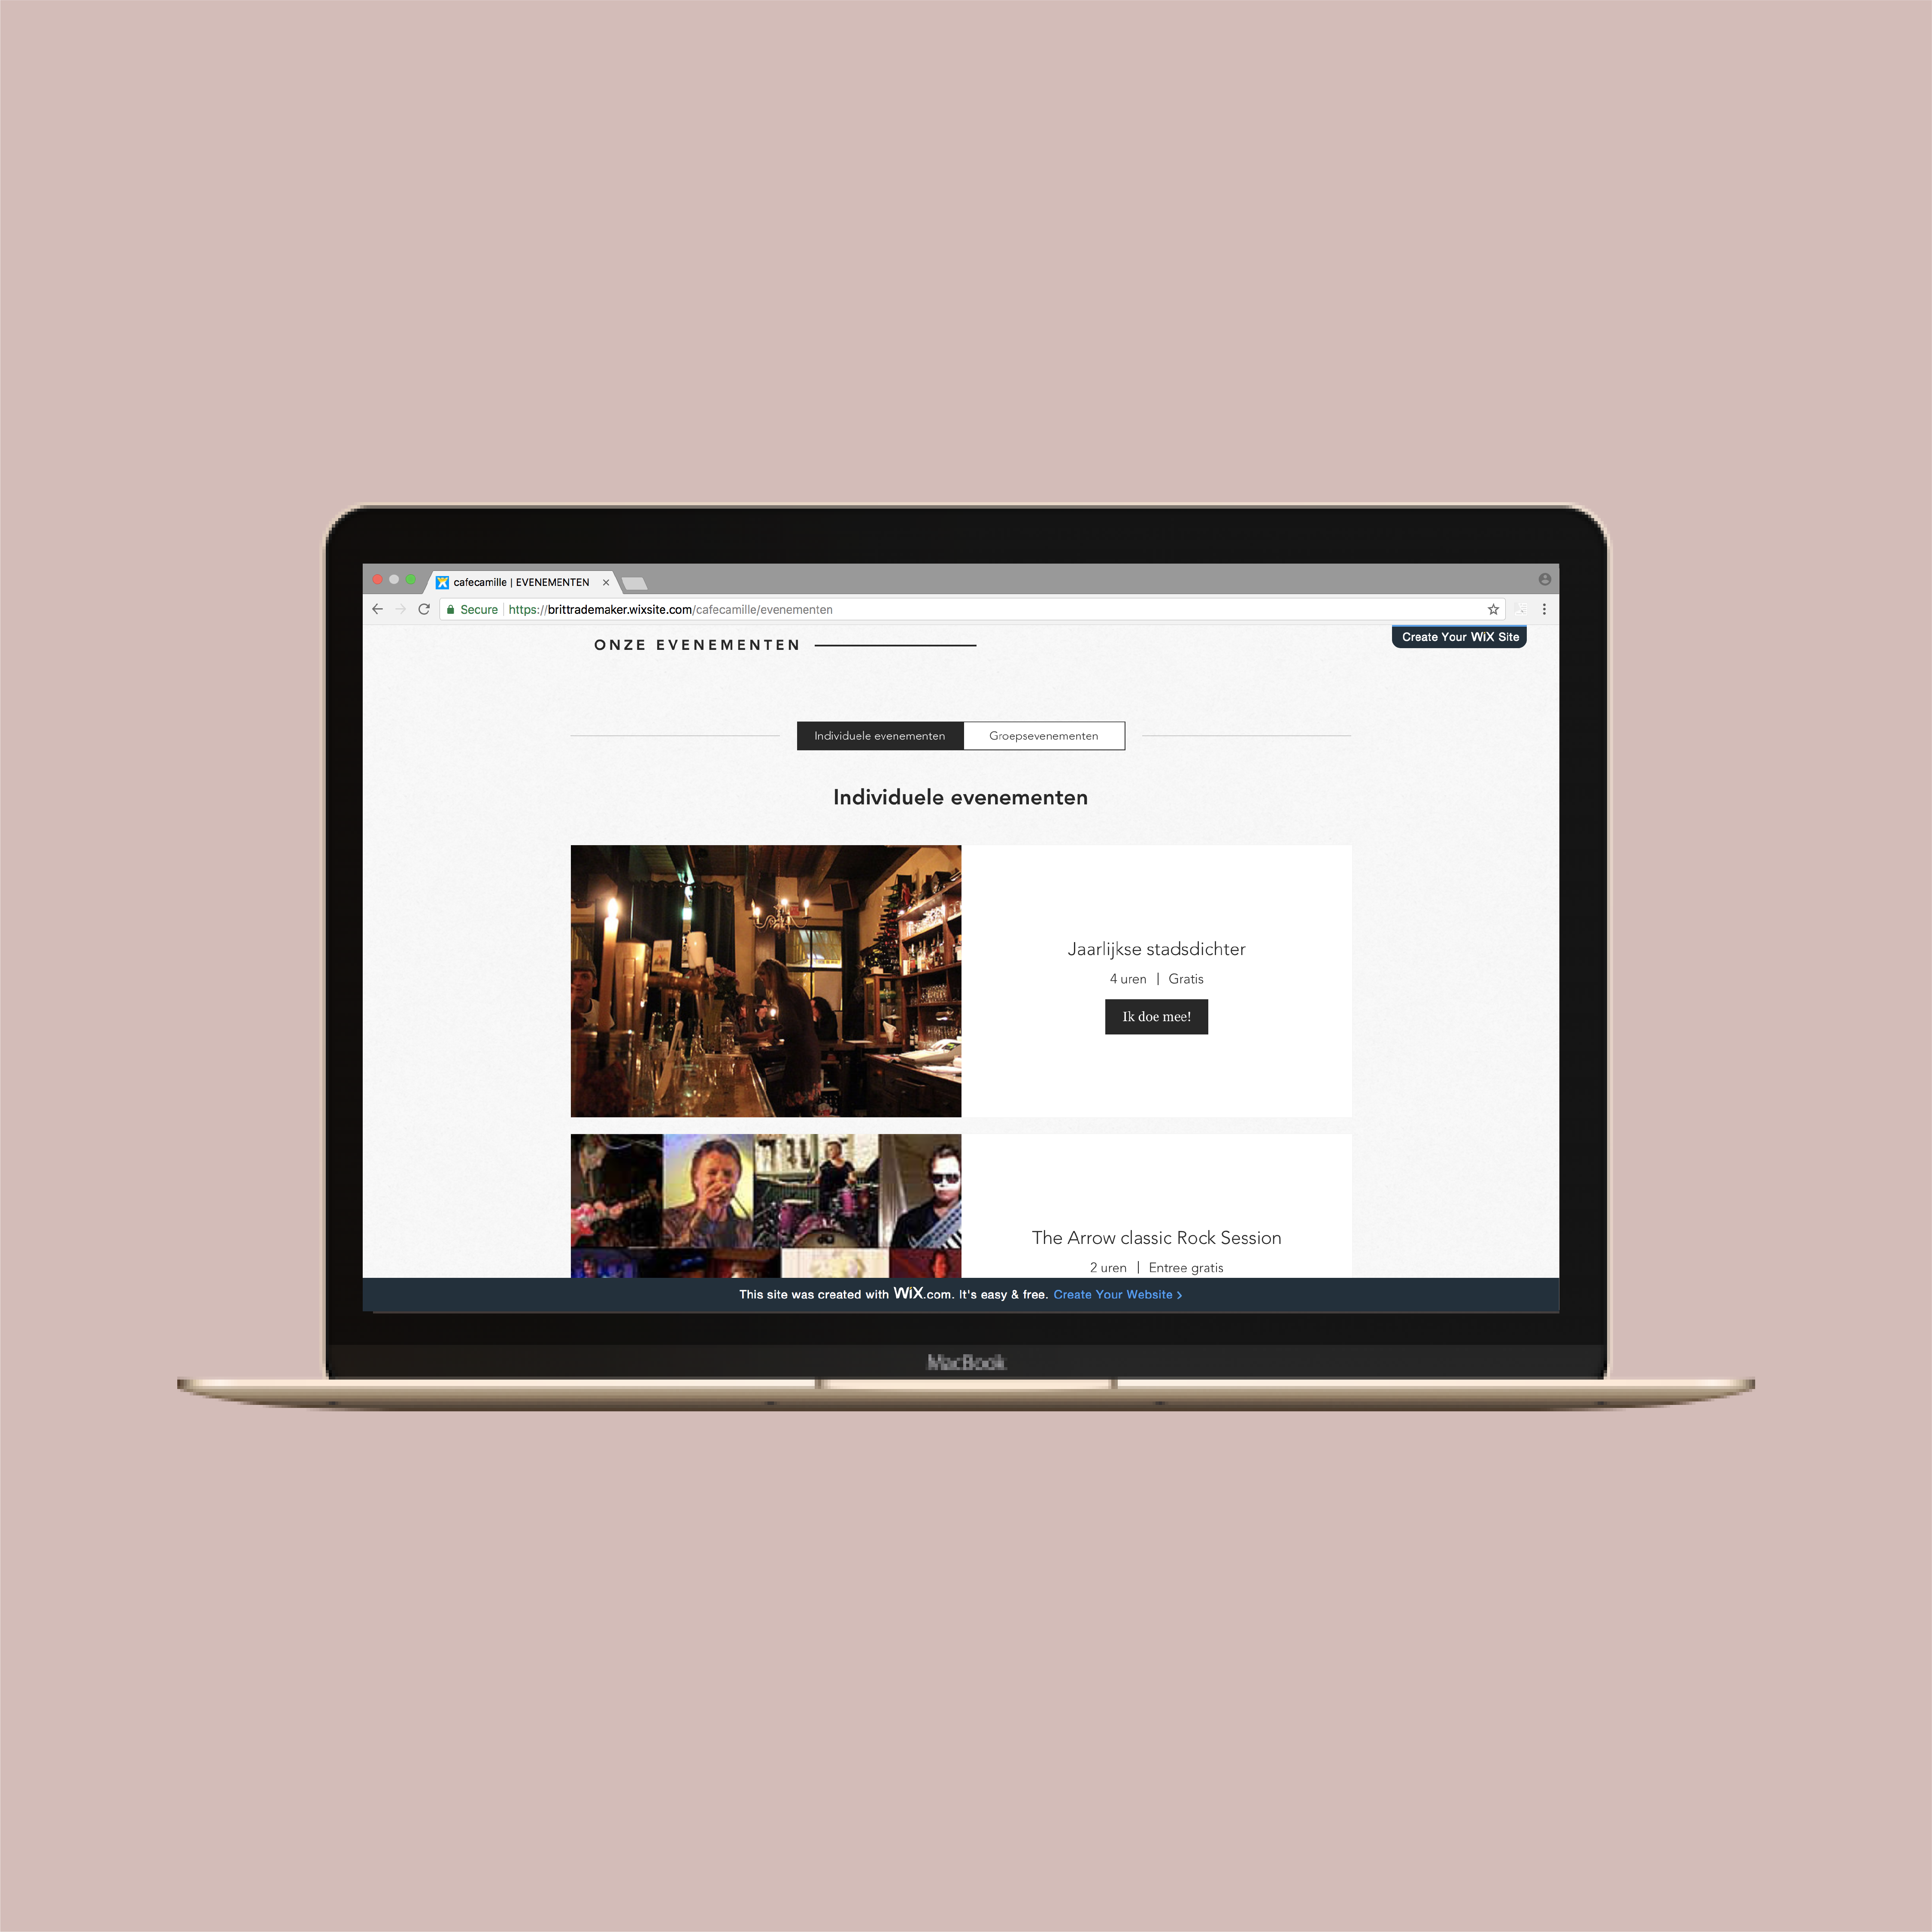 cafecamille | EVENEMENTEN
Secure https://brittrademaker.wixsite.com/cafecamille/evenementen
Create Your WiX Site
ONZE EVENEMENTEN
Individuele evenementen Groepsevenementen
Individuele evenementen
Jaarlijkse stadsdichter
4 uren | Gratis
Ik doe mee!
The Arrow classic Rock Session
2 uren | Entree gratis
This site was created with WiX.com. It's easy & free. Create Your Website >
MacBook